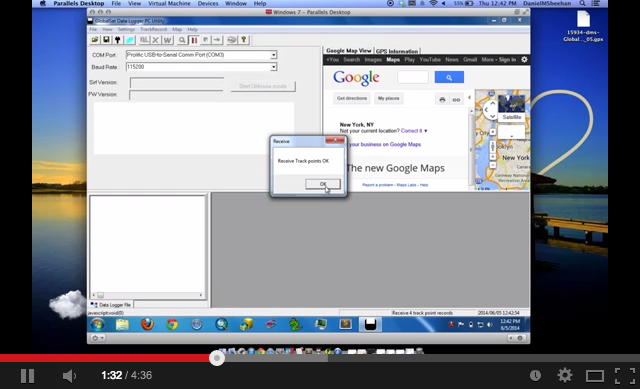 Parallels Desktop File View Virtual Machine Devices Window Help 55% Thu 12:42 PM DanielMSheehan
Windows 7 - Parallels Desktop
GlobalSat Data Logger PC Utility
File View Settings TrackRecord Map Help
15934-dms-
Global ..._05.gpx
COM Port: Prolific USB-to-Serial Comm Port (COM3)
Baud Rate: 115200
Sirf Version:
FW Version:
Start GMouse mode
Google Map View GPS Information
+You Search Images Maps Play YouTube News Gmail More Sign in
Google
Get directions My places
Satellite
New York, NY
Not your current location? Correct it
your business on Google Maps
The new Google Maps
Report a problem - Maps Labs - Help
New York
Receive
Receive Track points OK
OK
Data Logger File
javascript:void(0)
Receive 4 track point records
2014/06/05 12:42:54
12:42 PM
6/5/2014
1:32 / 4:36